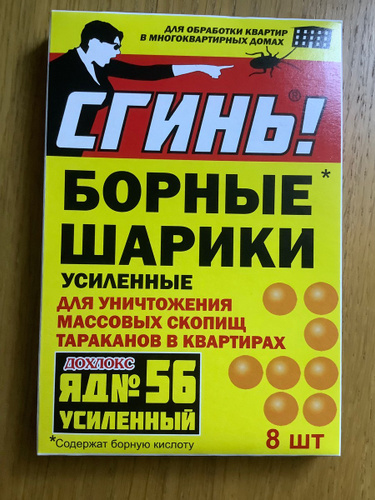 ДЛЯ ОБРАБОТКИ КВАРТИР
В МНОГОКВАРТИРНЫХ ДОМАХ
СГИНЬ!®
БОРНЫЕ*
ШАРИКИ
УСИЛЕННЫЕ
ДЛЯ УНИЧТОЖЕНИЯ
МАССОВЫХ СКОПИЩ
ТАРАКАНОВ В КВАРТИРАХ
ДОХЛОКС
ЯД№56
УСИЛЕННЫЙ
*Содержат борную кислоту
8 ШТ